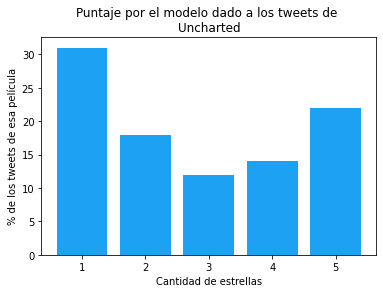 Puntaje por el modelo dado a los tweets de
Uncharted
% de los tweets de esa película
30
25
20
15
10
5
0
1 2 3 4 5
Cantidad de estrellas